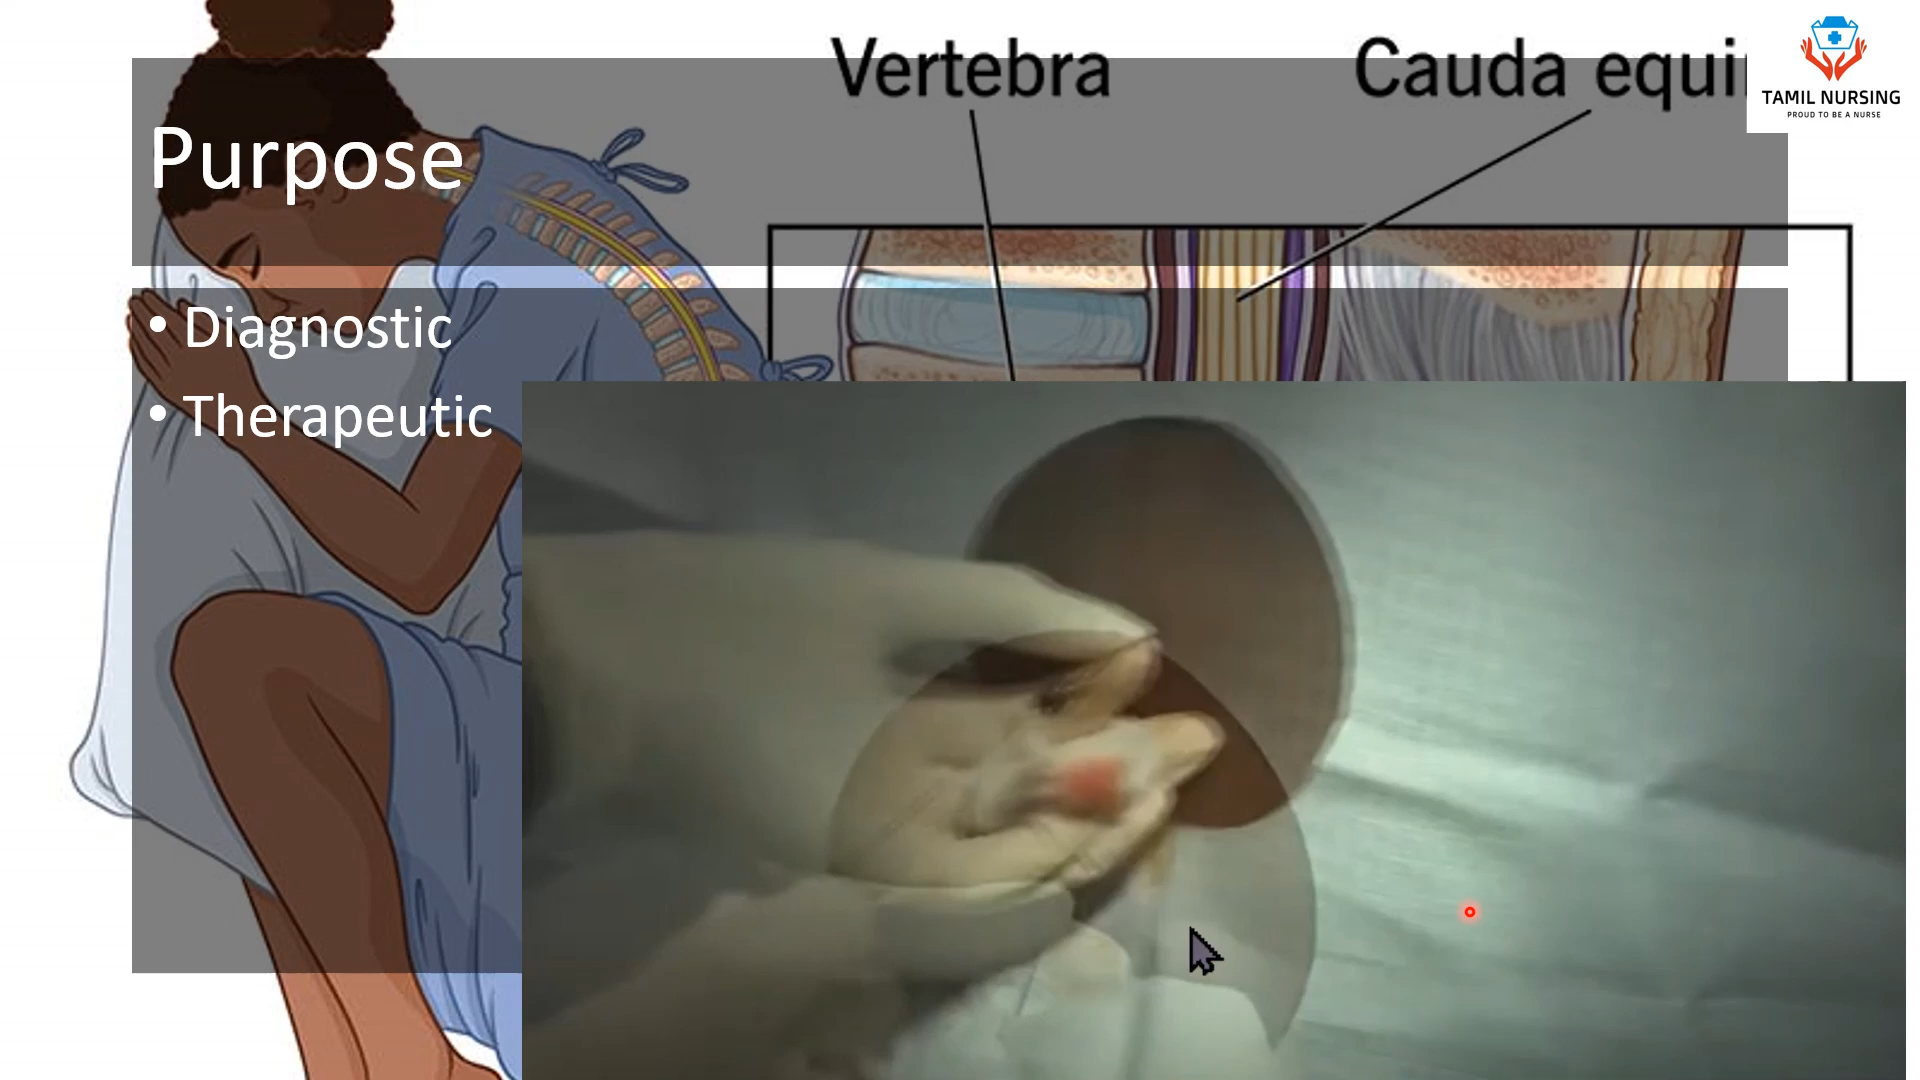 Vertebra
Cauda equi
TAMIL NURSING
PROUD TO BE A NURSE
Purpose
• Diagnostic
• Therapeutic